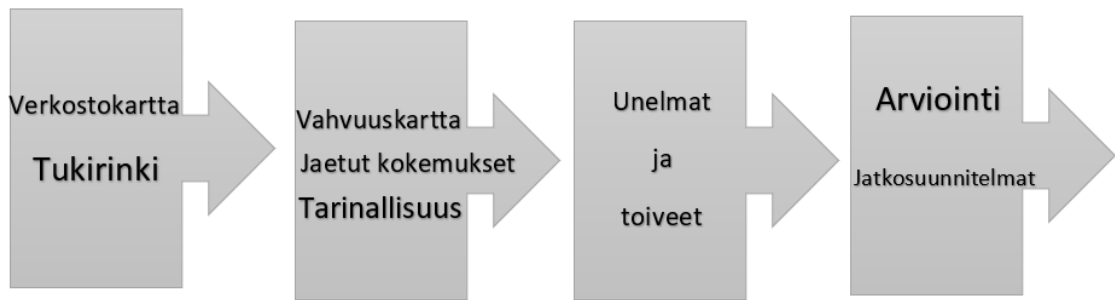 Verkostokartta
Tukirinki
Vahvuuskartta
Jaetut kokemukset
Tarinallisuus
Unelmat
ja
toiveet
Arviointi
Jatkosuunnitelmat